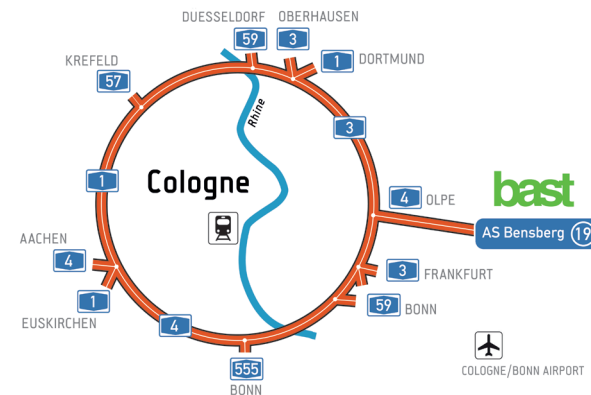 DUESSELDORF
OBERHAUSEN
59
3
1
DORTMUND
KREFELD
57
Rhine
3
1
Cologne
4
OLPE
bast
AS Bensberg 19
AACHEN
4
3
FRANKFURT
1
59
BONN
EUSKIRCHEN
4
555
BONN
COLOGNE/BONN AIRPORT